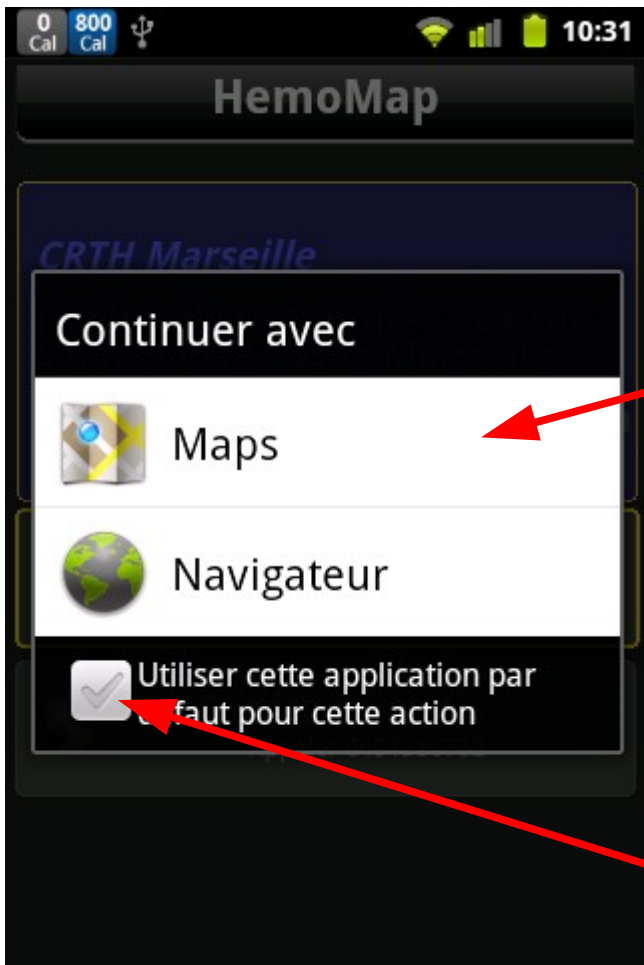 0 Cal
800 Cal
10:31
HemoMap
CRTH Marseille
Continuer avec
Maps
Navigateur
Utiliser cette application par
défaut pour cette action